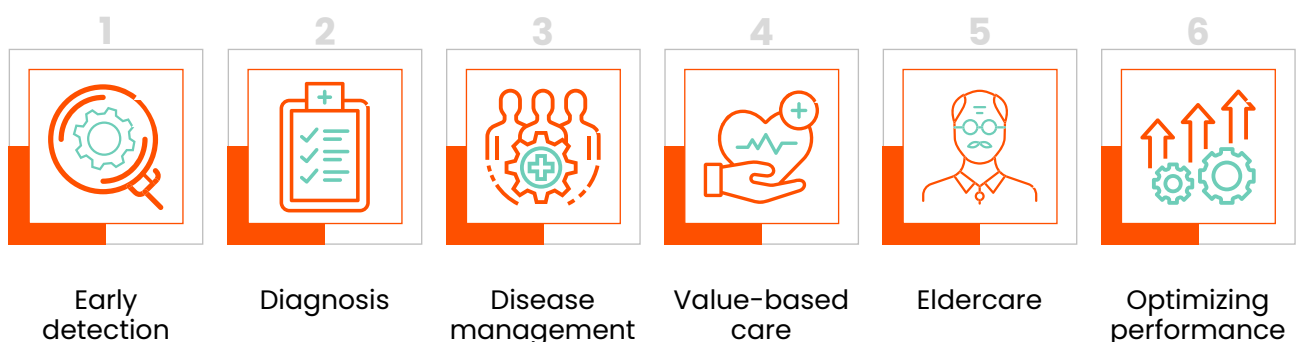 1
2
3
4
5
6
Early
detection
Diagnosis
Disease
management
Value-based
care
Eldercare
Optimizing
performance